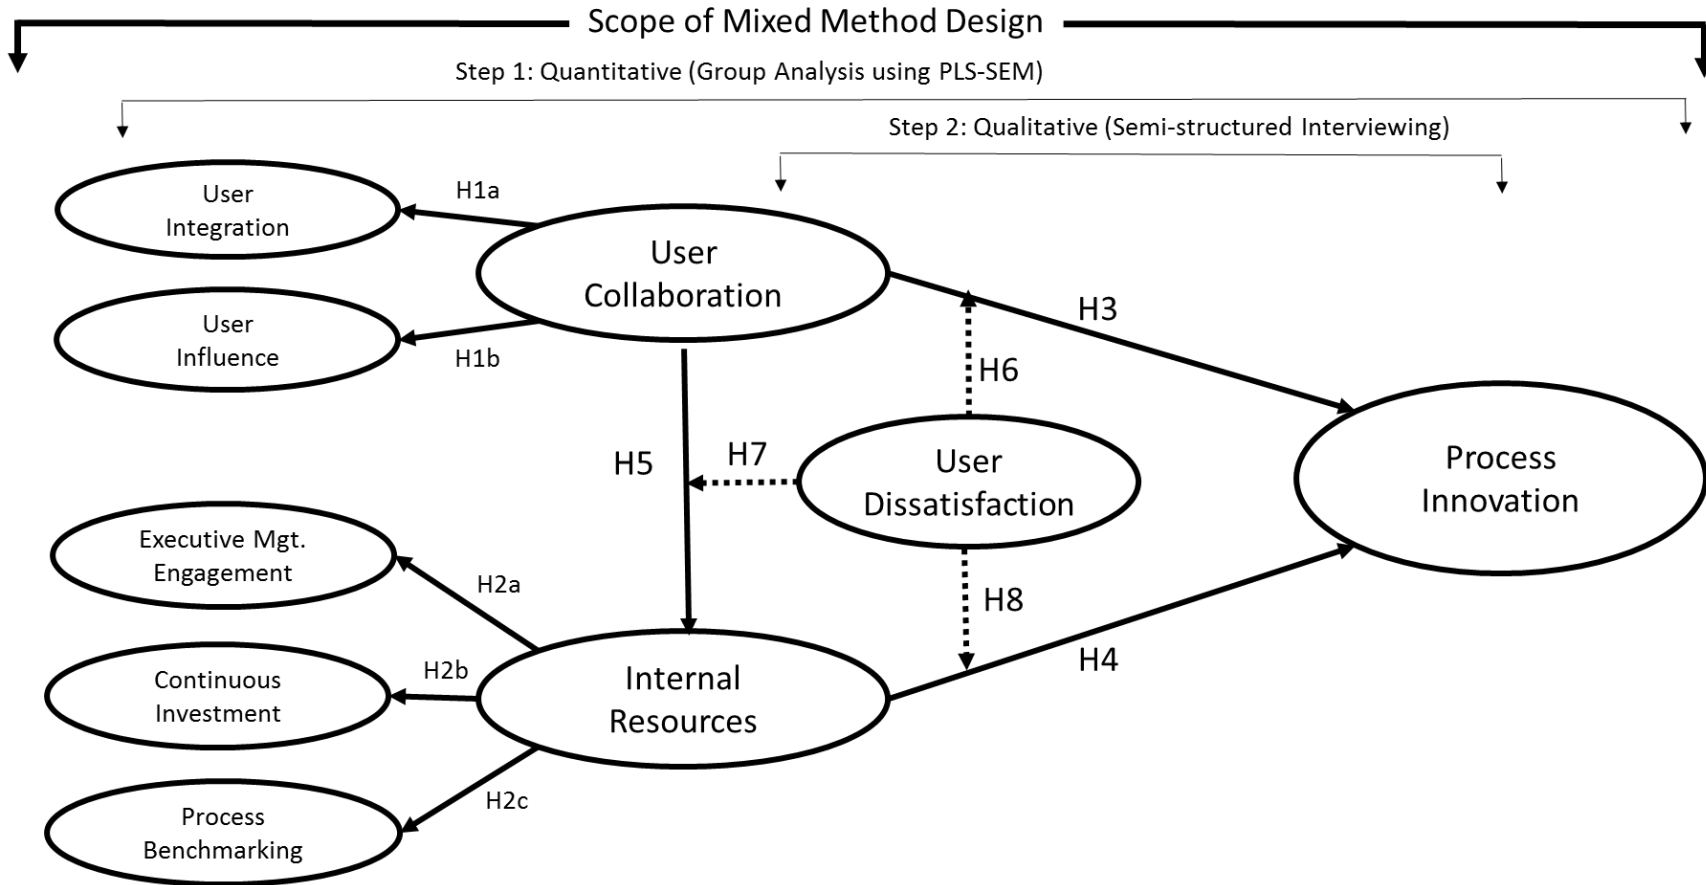 Scope of Mixed Method Design
Step 1: Quantitative (Group Analysis using PLS-SEM)
Step 2: Qualitative (Semi-structured Interviewing)
User
Integration
H1a
User
Collaboration
User
Influence
H1b
H3
H6
H5
H7
User
Dissatisfaction
Process
Innovation
Executive Mgt.
Engagement
H2a
H8
H4
Continuous
Investment
H2b
Internal
Resources
Process
Benchmarking
H2c